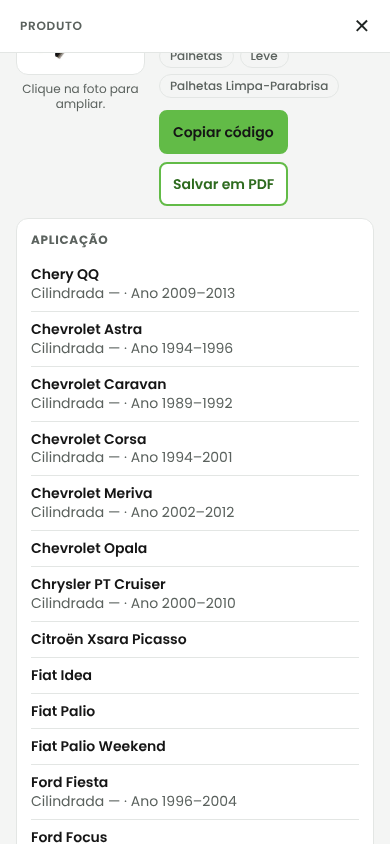 PRODUTO
✕
Palhetas
Leve
Clique na foto para
ampliar.
Palhetas Limpa-Parabrisa
Copiar código
Salvar em PDF
APLICAÇÃO
Chery QQ
Cilindrada — · Ano 2009–2013
Chevrolet Astra
Cilindrada — · Ano 1994–1996
Chevrolet Caravan
Cilindrada — · Ano 1989–1992
Chevrolet Corsa
Cilindrada — · Ano 1994–2001
Chevrolet Meriva
Cilindrada — · Ano 2002–2012
Chevrolet Opala
Chrysler PT Cruiser
Cilindrada — · Ano 2000–2010
Citroën Xsara Picasso
Fiat Idea
Fiat Palio
Fiat Palio Weekend
Ford Fiesta
Cilindrada — · Ano 1996–2004
Ford Focus